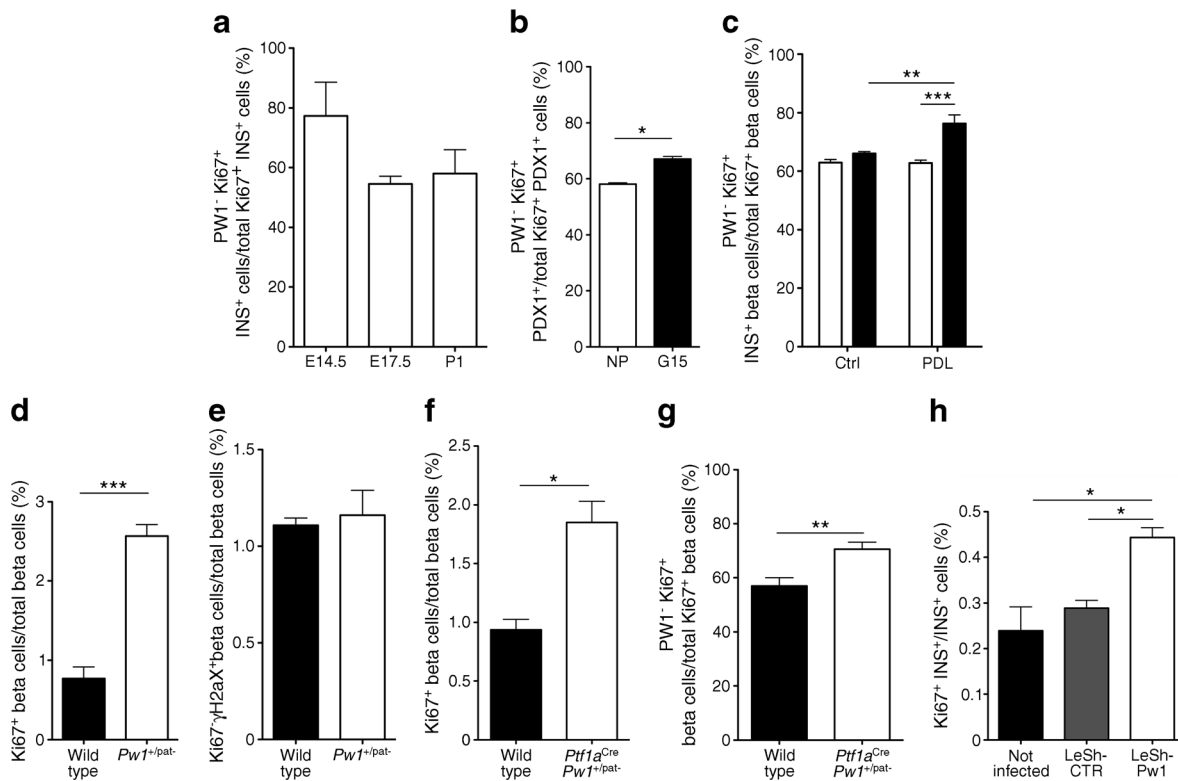 a
PW1⁻ Ki67⁺
INS⁺ cells/total Ki67⁺ INS⁺ cells (%)
100
80
60
40
20
0
E14.5 E17.5 P1
b
PW1⁻ Ki67⁺
PDX1⁺/total Ki67⁺ PDX1⁺ cells (%)
100
80
60
40
20
0
*
NP G15
c
PW1⁻ Ki67⁺
INS⁺ beta cells/total Ki67⁺ beta cells (%)
100
80
60
40
20
0
**
***
Ctrl PDL
d
Ki67⁺ beta cells/total beta cells (%)
3
2
1
0
***
Wild
type
Pw1⁺/pat-
e
Ki67⁻γH2aX⁺beta cells/total beta cells (%)
1.5
1.0
0.5
0.0
Wild
type
Pw1⁺/pat-
f
Ki67⁺ beta cells/total beta cells (%)
2.5
2.0
1.5
1.0
0.5
0.0
*
Wild
type
Ptf1aCre
Pw1⁺/pat-
g
PW1⁻ Ki67⁺
beta cells/total Ki67⁺ beta cells (%)
100
80
60
40
20
0
**
Wild
type
Ptf1aCre
Pw1⁺/pat-
h
Ki67⁺ INS⁺/INS⁺ cells (%)
0.5
0.4
0.3
0.2
0.1
0
*
*
Not
infected
LeSh-
CTR
LeSh-
Pw1